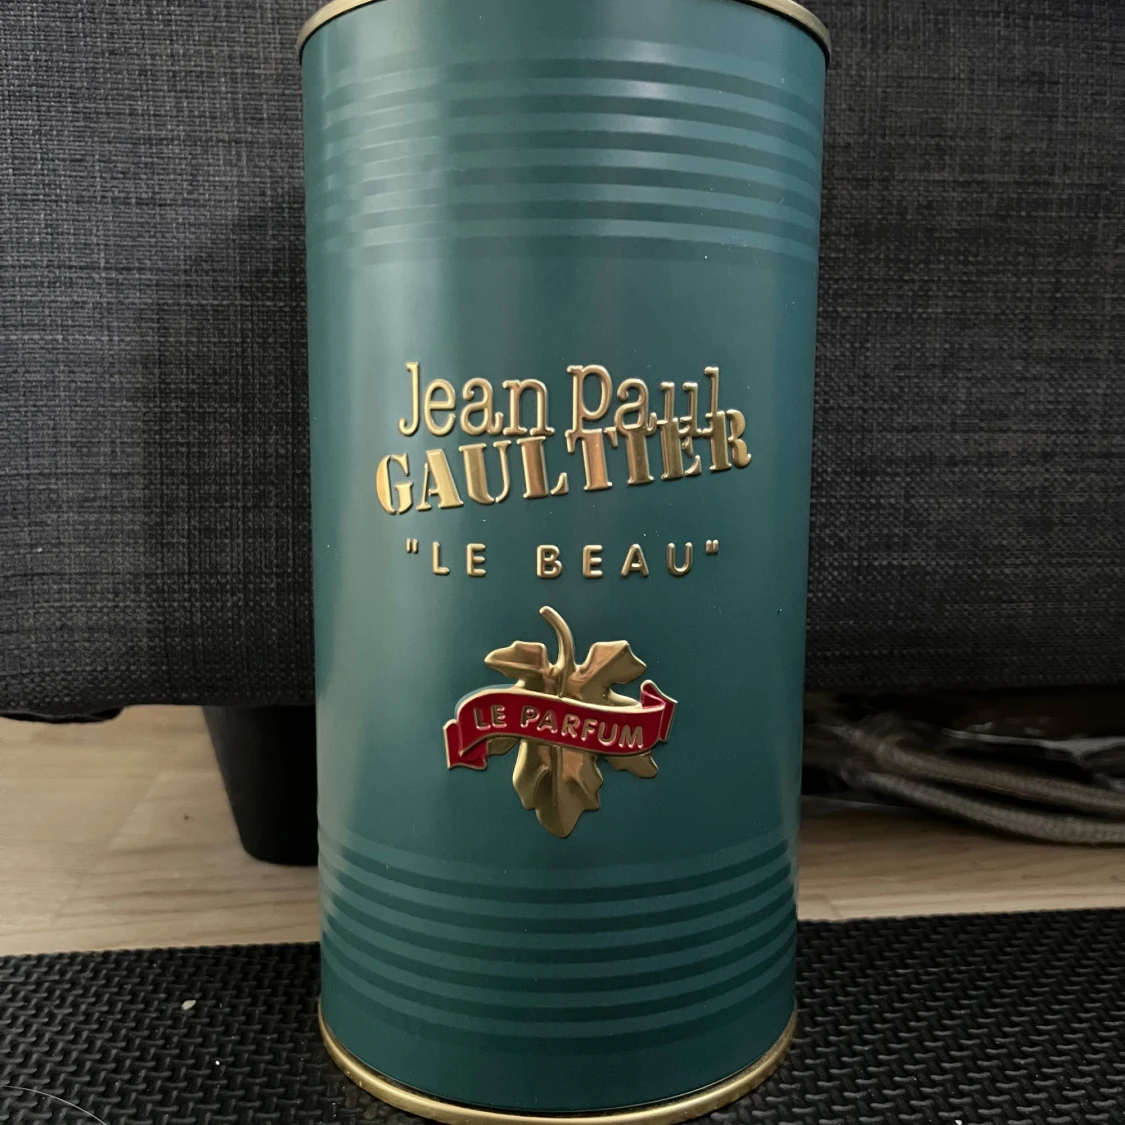 Jean Paul
GAULTIER
"LE BEAU"
LE PARFUM